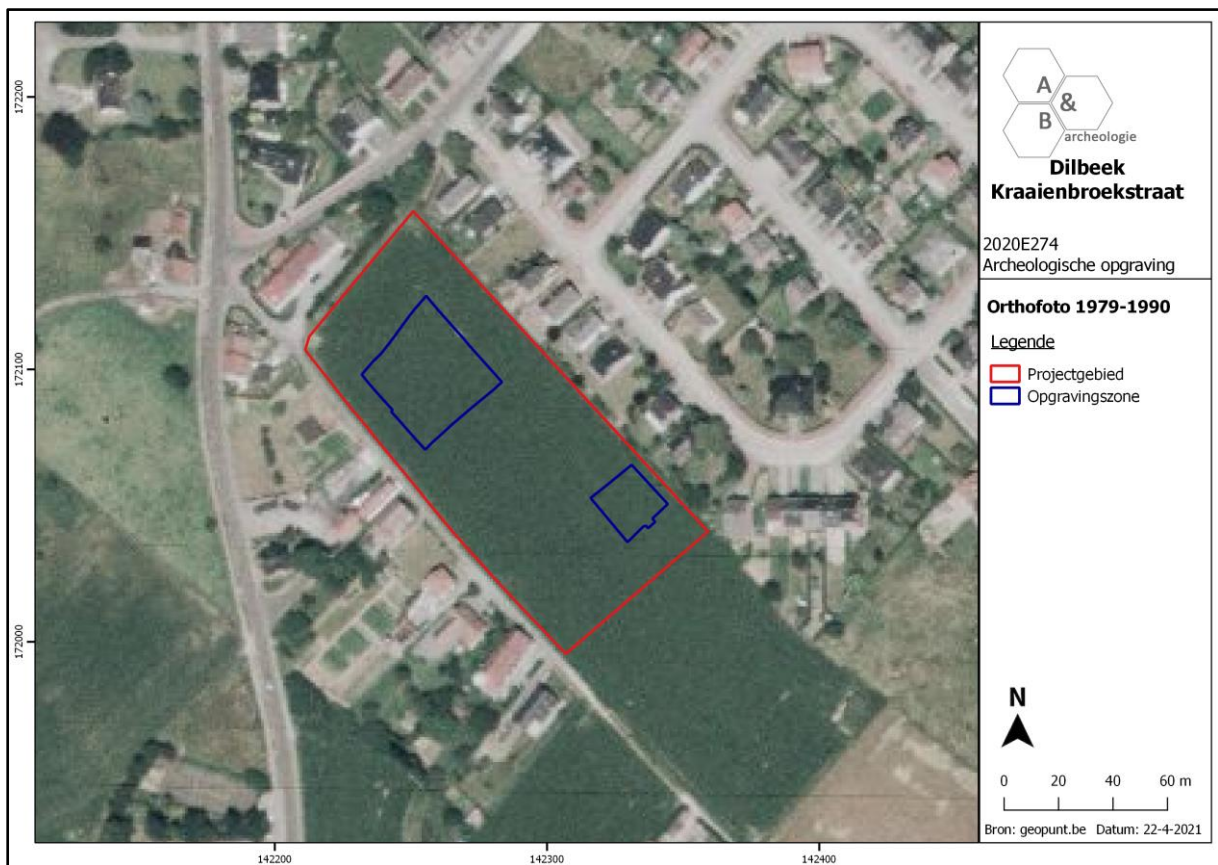 A
&
B
archeologie
Dilbeek
Kraaienbroekstraat
2020E274
Archeologische opgraving
Orthofoto 1979-1990
Legende
Projectgebied
Opgravingszone
N
0 20 40 60 m
Bron: geopunt.be Datum: 22-4-2021
172200
172100
172000
142200 142300 142400